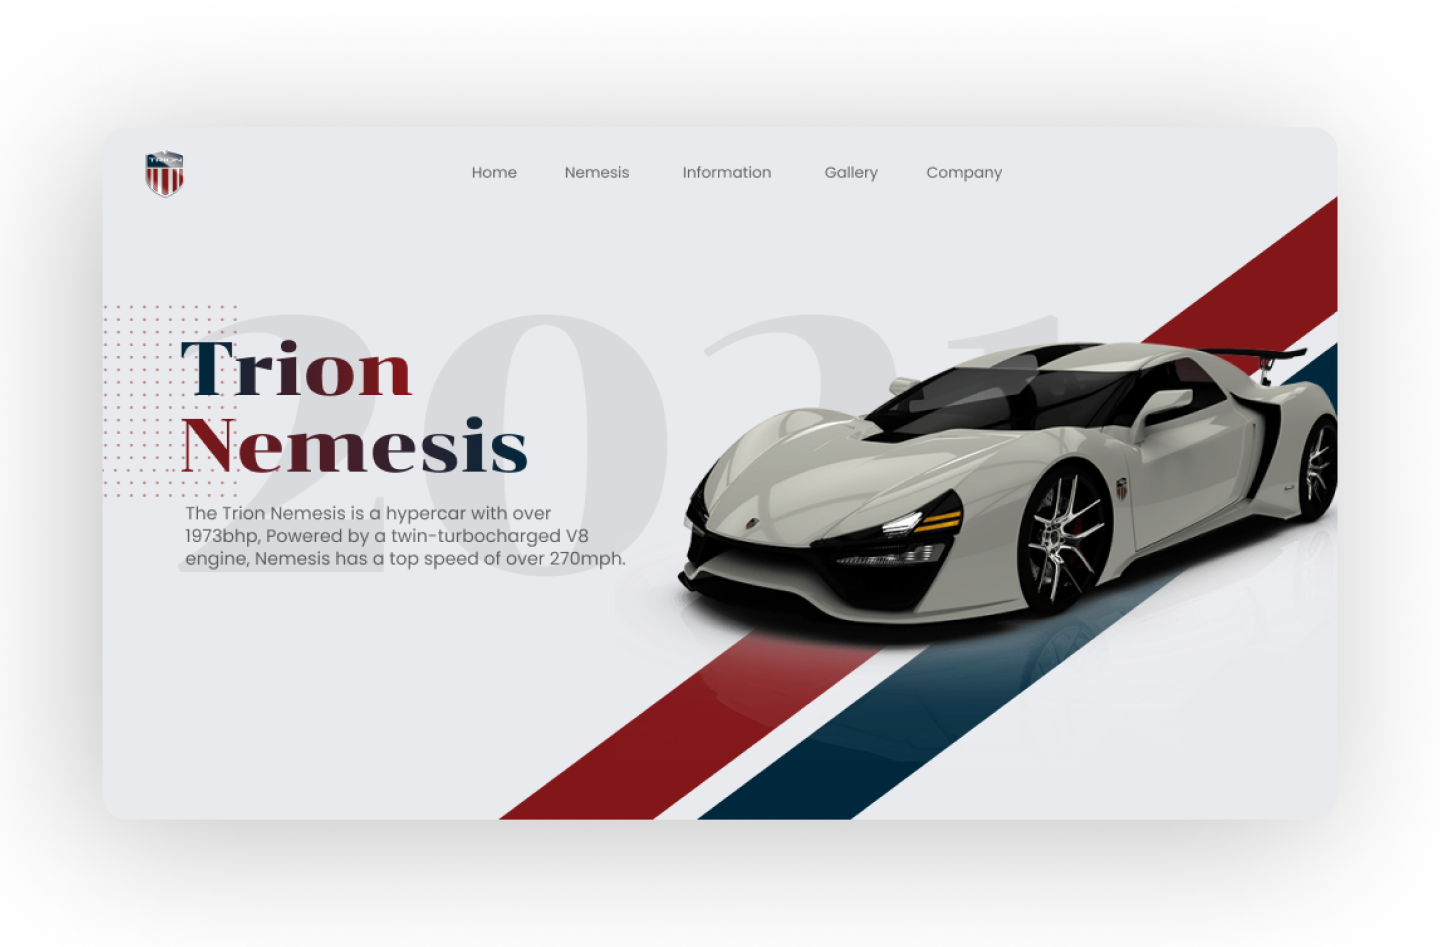 TRION
Home Nemesis Information Gallery Company
2021
Trion
Nemesis
The Trion Nemesis is a hypercar with over
1973bhp, Powered by a twin-turbocharged V8
engine, Nemesis has a top speed of over 270mph.